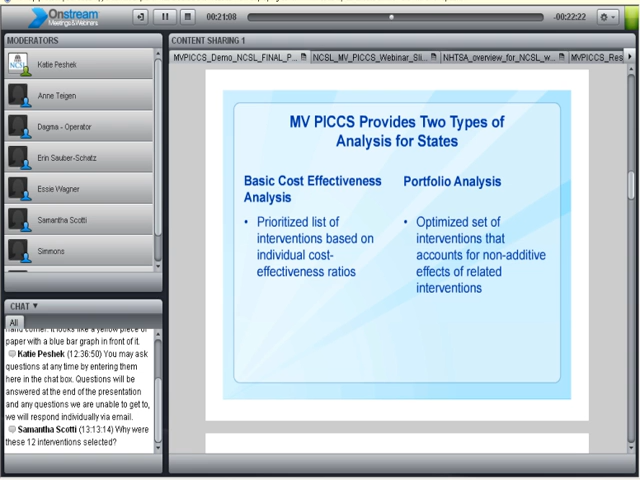 Onstream
Meetings & Webinars
00:21:08
-00:22:22
MODERATORS
NCSL
Katie Peshek
Anne Teigen
Dagma - Operator
Erin Sauber-Schatz
Essie Wagner
Samantha Scotti
Simmons
CHAT ▼
All
hand corner. It looks like a yellow piece of
paper with a blue bar graph in front of it.
Katie Peshek (12:36:50) You may ask
questions at any time by entering them
here in the chat box. Questions will be
answered at the end of the presentation
and any questions we are unable to get to,
we will respond individually via email.
Samantha Scotti (13:13:14) Why were
these 12 interventions selected?
CONTENT SHARING 1
MVPICCS_Demo_NCSL_FINAL_P... NCSL_MV_PICCS_Webinar_Sli... NHTSA_overview_for_NCSL_w... MVPICCS_Res
MV PICCS Provides Two Types of
Analysis for States
Basic Cost Effectiveness
Analysis
• Prioritized list of
interventions based on
individual cost-
effectiveness ratios
Portfolio Analysis
• Optimized set of
interventions that
accounts for non-additive
effects of related
interventions